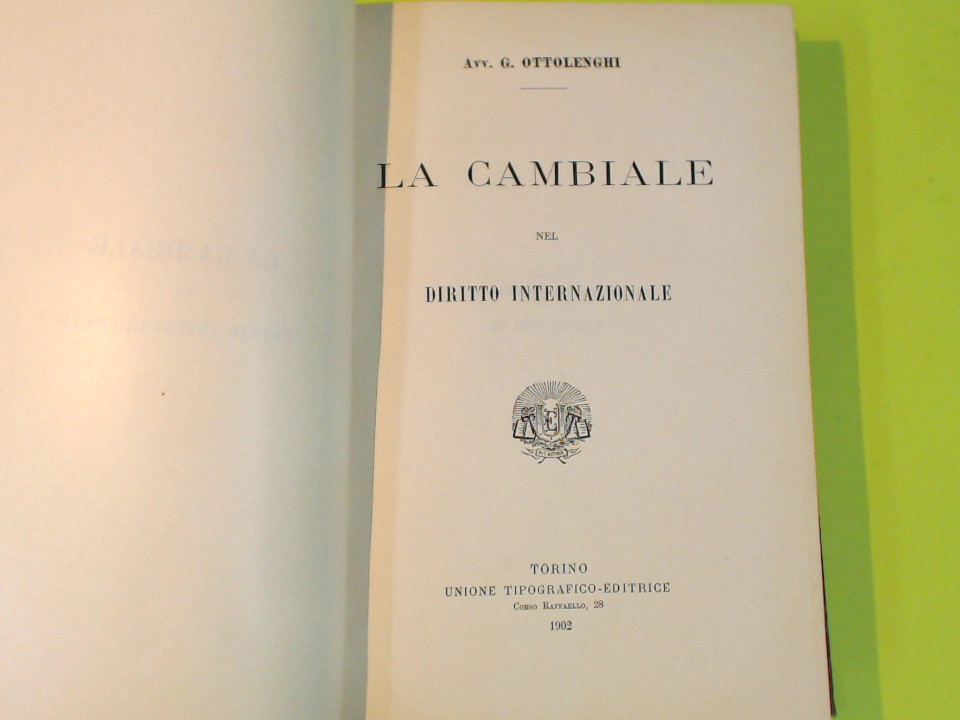 Avv. G. OTTOLENGHI
LA CAMBIALE
NEL
DIRITTO INTERNAZIONALE
TORINO
UNIONE TIPOGRAFICO-EDITRICE
Corso Raffaello, 28
1902